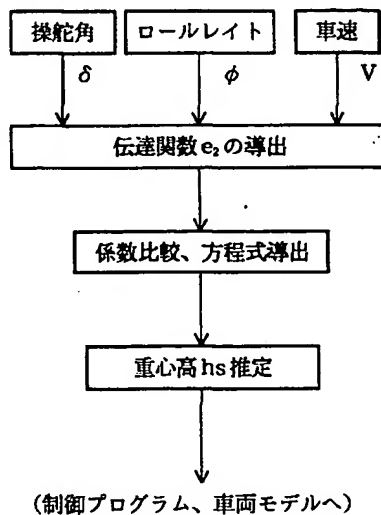 操舵角 ロールレイト 車速
δ φ V
伝達関数e₂の導出
係数比較、方程式導出
重心高hs推定
(制御プログラム、車両モデルへ)